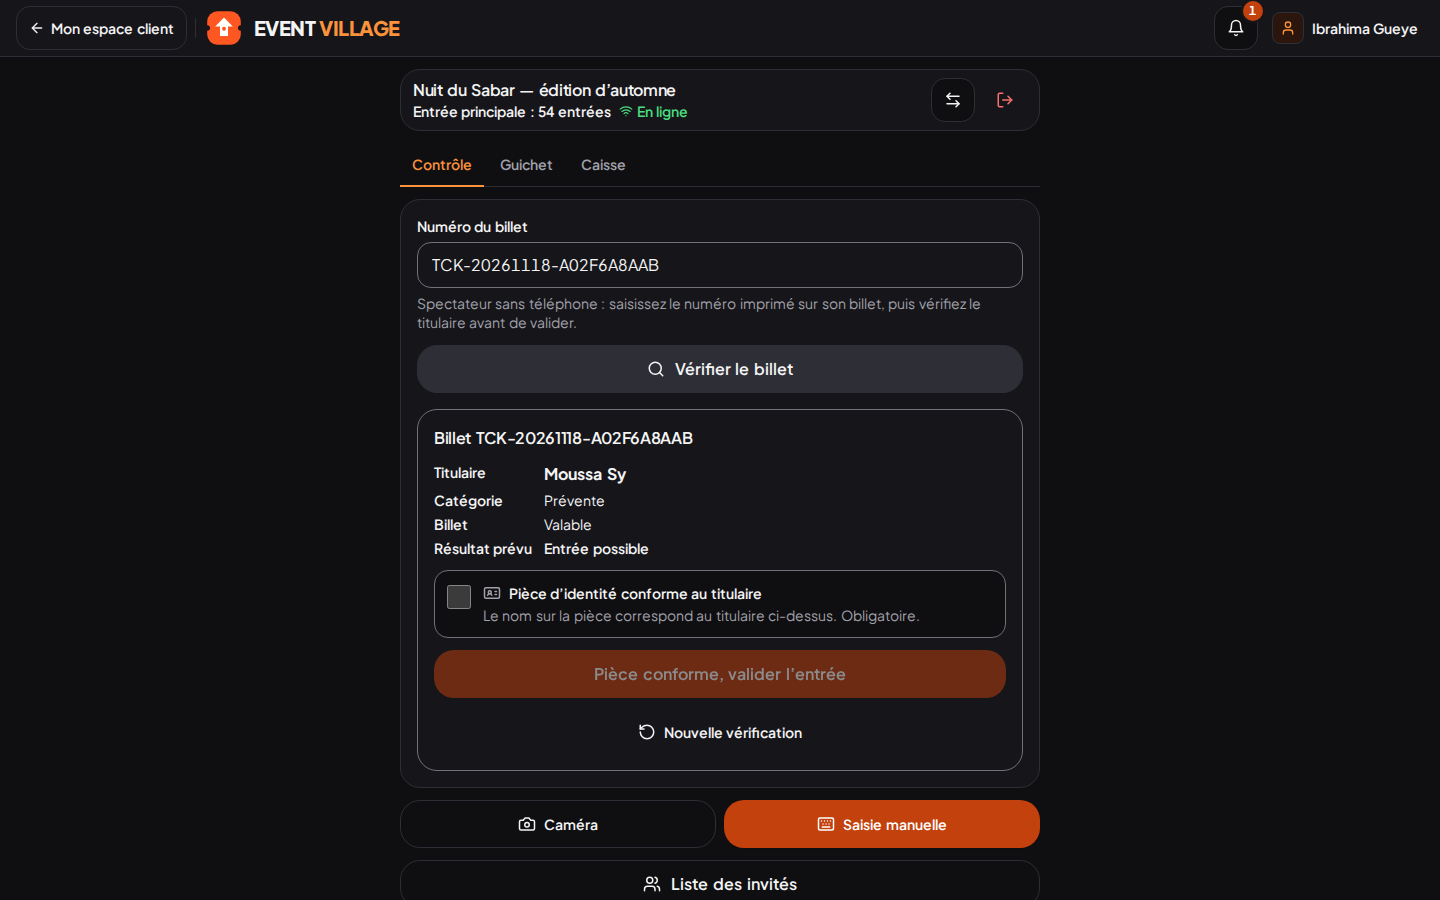 Mon espace client
EVENT VILLAGE
1
Ibrahima Gueye
Nuit du Sabar — édition d’automne
Entrée principale : 54 entrées En ligne
Contrôle Guichet Caisse
Numéro du billet
TCK-20261118-A02F6A8AAB
Spectateur sans téléphone : saisissez le numéro imprimé sur son billet, puis vérifiez le
titulaire avant de valider.
Vérifier le billet
Billet TCK-20261118-A02F6A8AAB
Titulaire Moussa Sy
Catégorie Prévente
Billet Valable
Résultat prévu Entrée possible
Pièce d’identité conforme au titulaire
Le nom sur la pièce correspond au titulaire ci-dessus. Obligatoire.
Pièce conforme, valider l’entrée
Nouvelle vérification
Caméra Saisie manuelle
Liste des invités